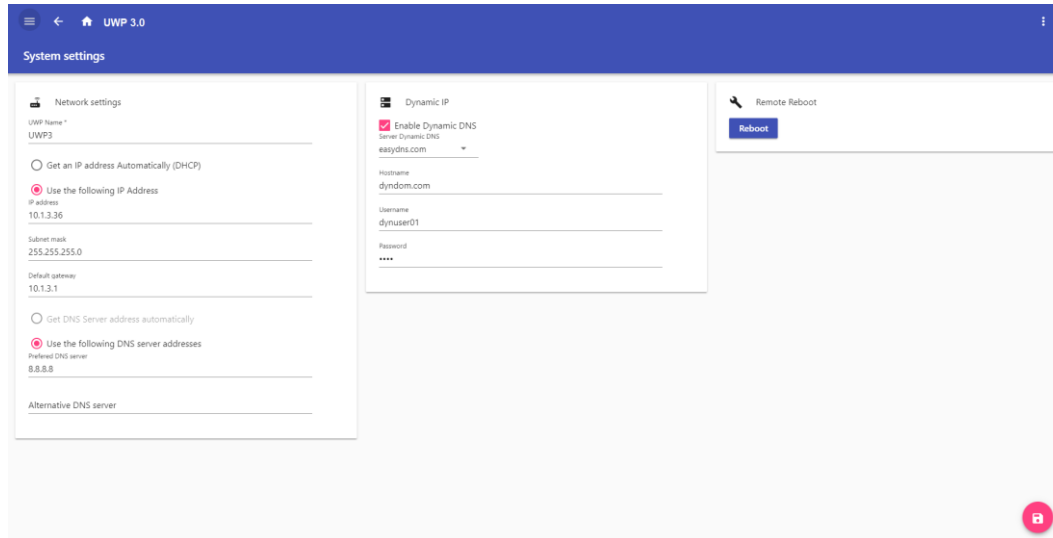 UWP 3.0
System settings
Network settings
UWP Name *
UWP3
Get an IP address Automatically (DHCP)
Use the following IP Address
IP address
10.1.3.36
Subnet mask
255.255.255.0
Default gateway
10.1.3.1
Get DNS Server address automatically
Use the following DNS server addresses
Prefered DNS server
8.8.8.8
Alternative DNS server
Dynamic IP
Enable Dynamic DNS
Server Dynamic DNS
easydns.com
Hostname
dyndom.com
Username
dynuser01
Password
••••
Remote Reboot
Reboot